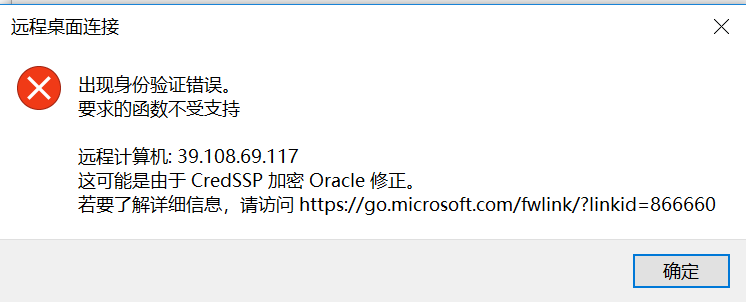 远程桌面连接
出现身份验证错误。
要求的函数不受支持
远程计算机: 39.108.69.117
这可能是由于 CredSSP 加密 Oracle 修正。
若要了解详细信息，请访问 https://go.microsoft.com/fwlink/?linkid=866660
确定